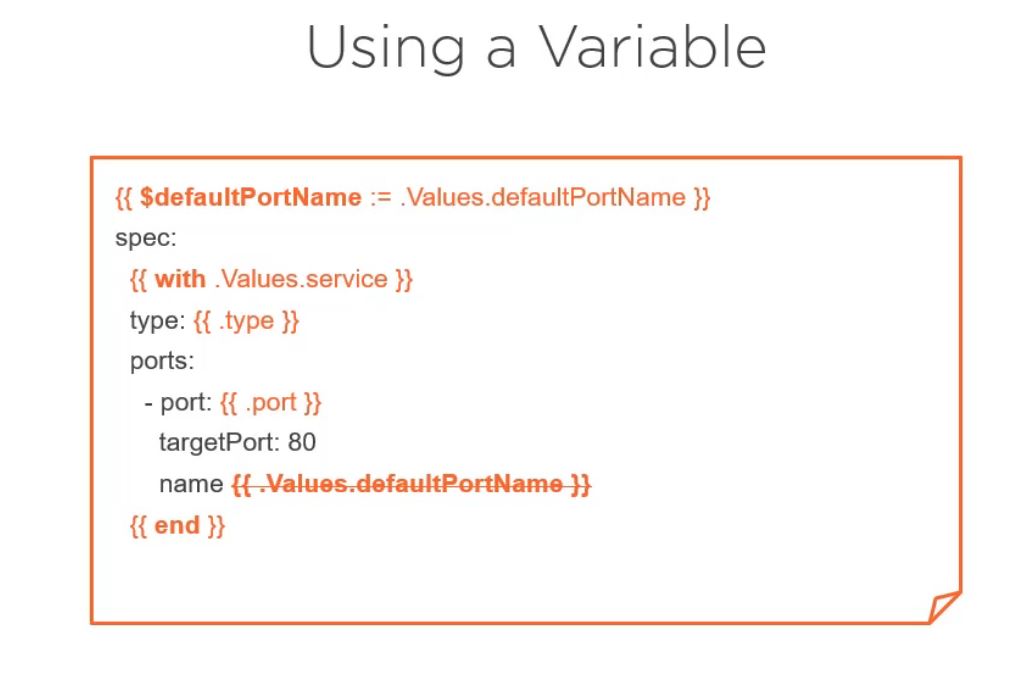 Using a Variable
{{ $defaultPortName := .Values.defaultPortName }}
spec:
{{ with .Values.service }}
type: {{ .type }}
ports:
- port: {{ .port }}
targetPort: 80
name {{ .Values.defaultPortName }}
{{ end }}